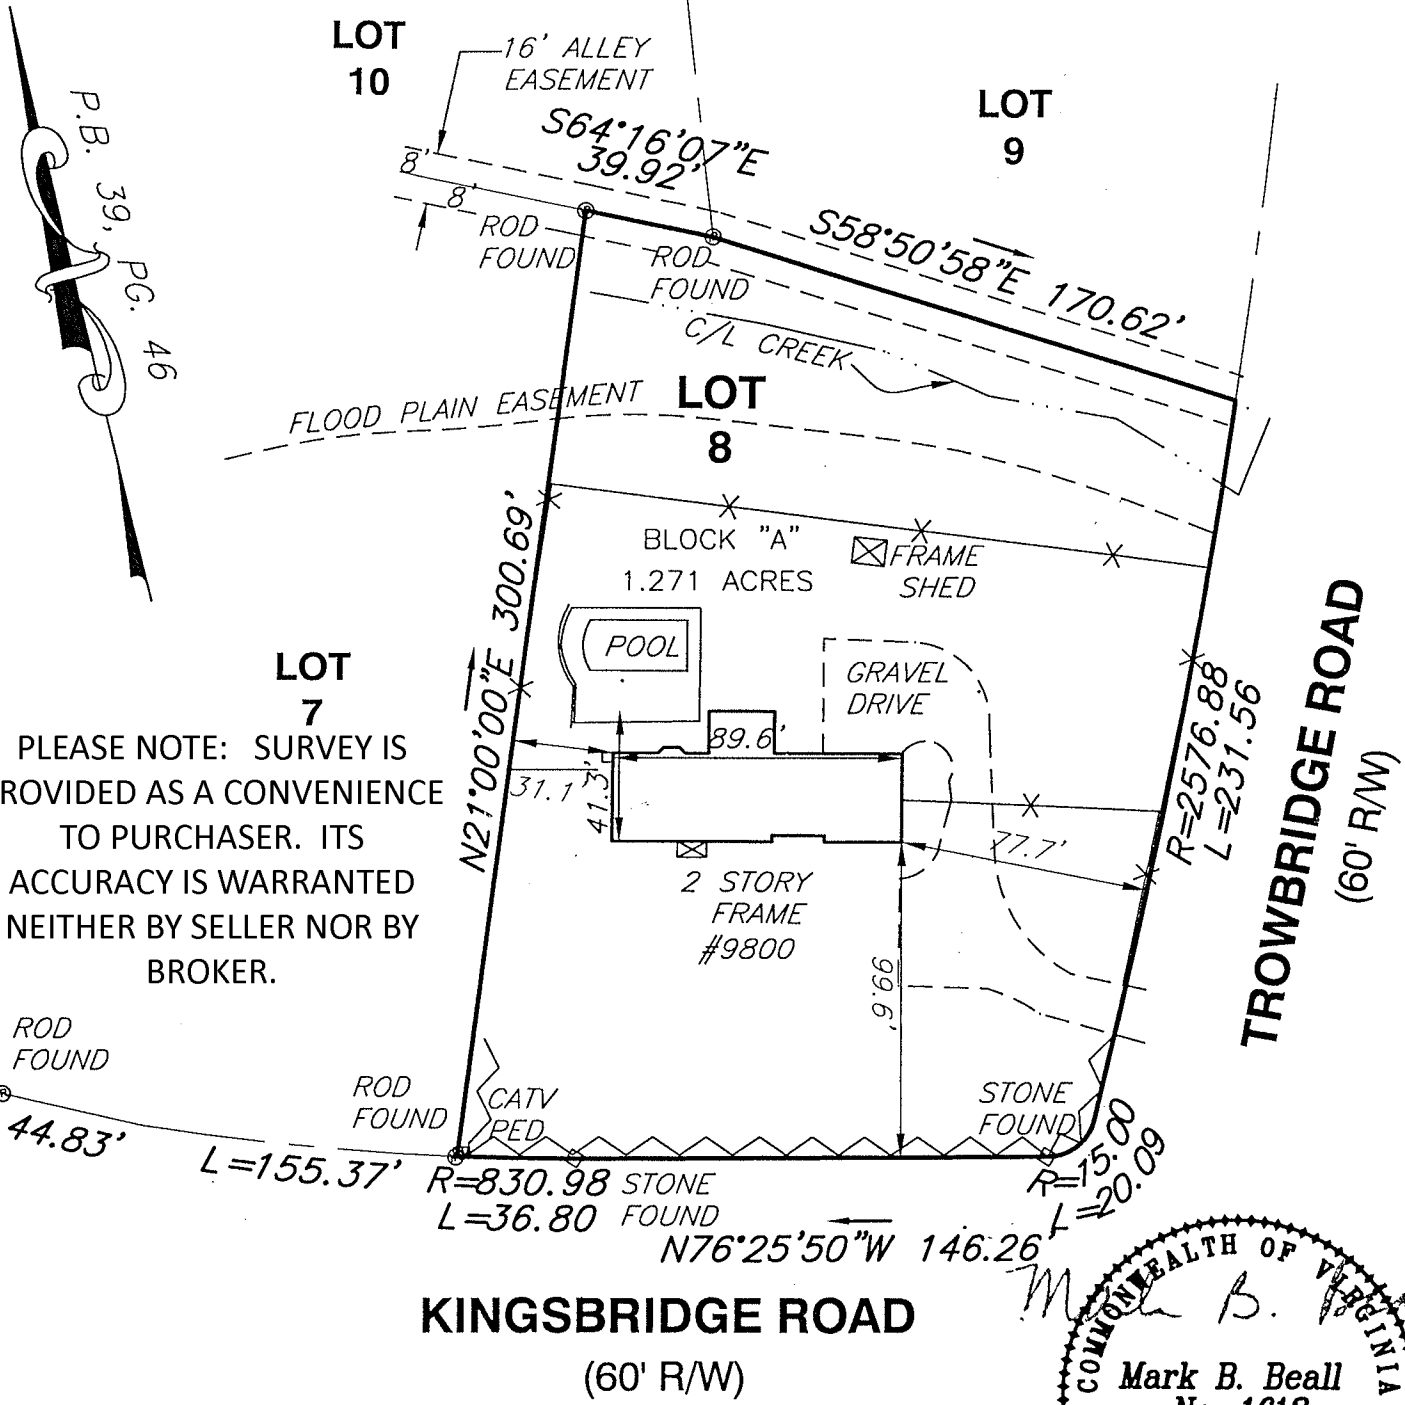 LOT
10
16' ALLEY
EASEMENT
LOT
9
P.B. 39, PG. 46
S64°16'07"E
39.92'
8'
8'
ROD
FOUND
ROD
FOUND
S58°50'58"E 170.62'
C/L CREEK
FLOOD PLAIN EASEMENT
LOT
8
BLOCK "A"
1.271 ACRES
FRAME
SHED
N21°00'00"E 300.69'
POOL
GRAVEL
DRIVE
LOT
7
PLEASE NOTE: SURVEY IS
ROVIDED AS A CONVENIENCE
TO PURCHASER. ITS
ACCURACY IS WARRANTED
NEITHER BY SELLER NOR BY
BROKER.
89.6'
31.1'
41.3'
77.7'
R=2576.88
L=231.56
TROWBRIDGE ROAD
(60' R/W)
2 STORY
FRAME
#9800
99.6'
ROD
FOUND
ROD
FOUND
CATV
PED
STONE
FOUND
44.83'
L=155.37'
R=830.98
L=36.80
STONE
FOUND
R=15.00
L=20.09
N76°25'50"W 146.26'
KINGSBRIDGE ROAD
(60' R/W)
COMMONWEALTH OF VIRGINIA
Mark B. Beall
No. 1618